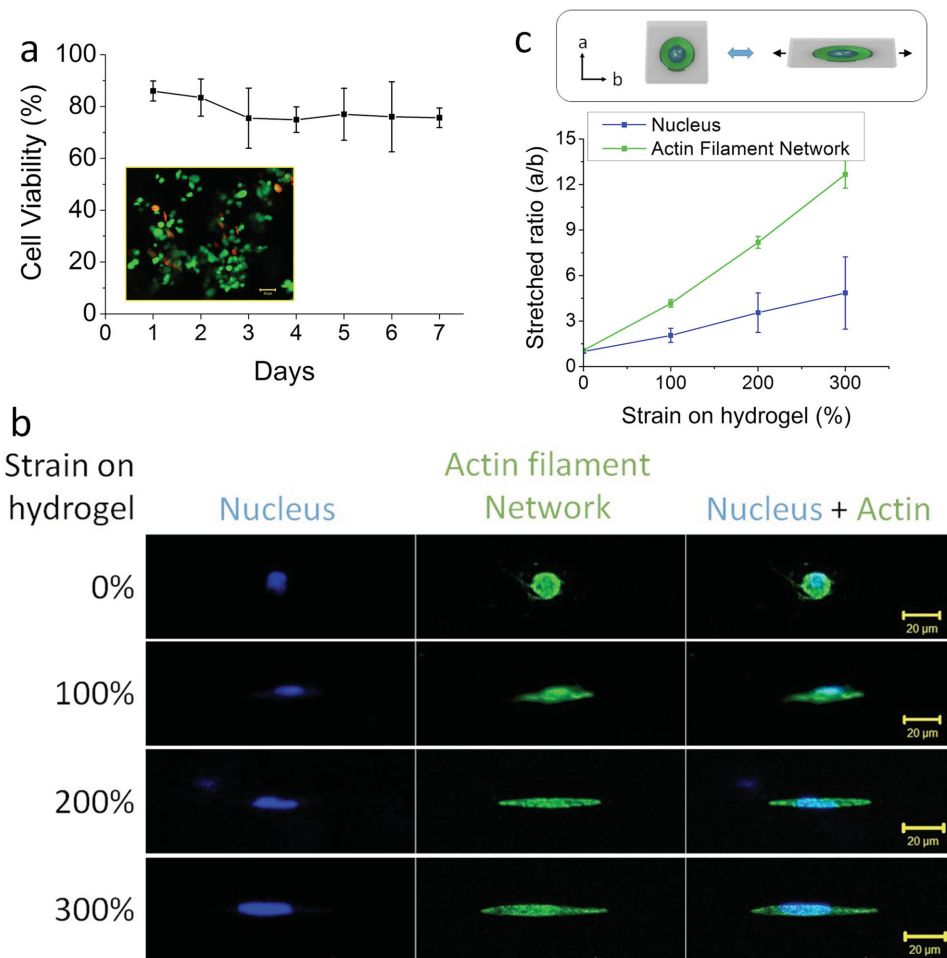 a
Cell Viability (%)
100
80
60
40
20
0
0 1 2 3 4 5 6 7
Days
c
a
b
Nucleus
Actin Filament Network
Stretched ratio (a/b)
15
12
9
6
3
0
0 100 200 300
Strain on hydrogel (%)
b
Strain on
hydrogel
Nucleus
Actin filament
Network
Nucleus + Actin
0%
20 µm
100%
20 µm
200%
20 µm
300%
20 µm